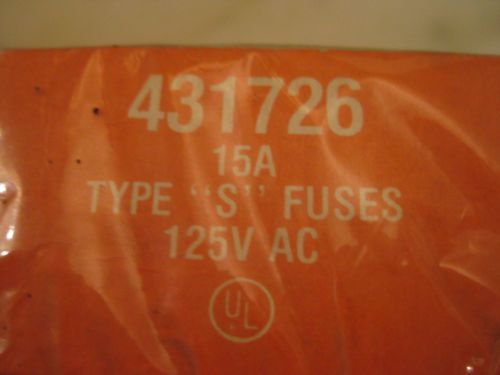 431726
15A
TYPE "S" FUSES
125V AC
UL